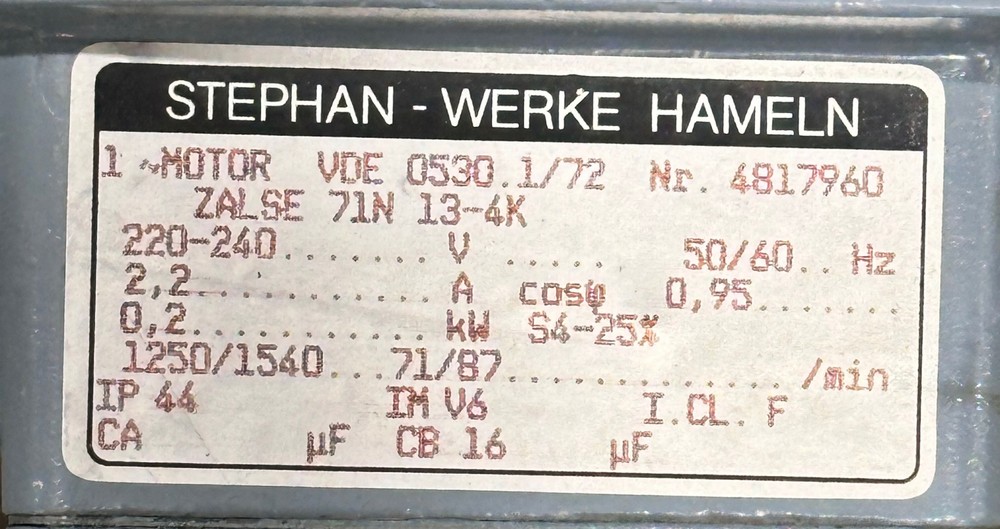 STEPHAN - WERKE HAMELN
1 ~MOTOR VDE 0530.1/72 Nr. 4817960
ZALSE 71N 13-4K
220-240....... V ...... 50/60.. Hz
2,2............ A cosφ 0,95.......
0,2............ kW S4-25%
1250/1540...71/87............... /min
IP 44 IM V6 I.CL. F
CA µF CB 16 µF